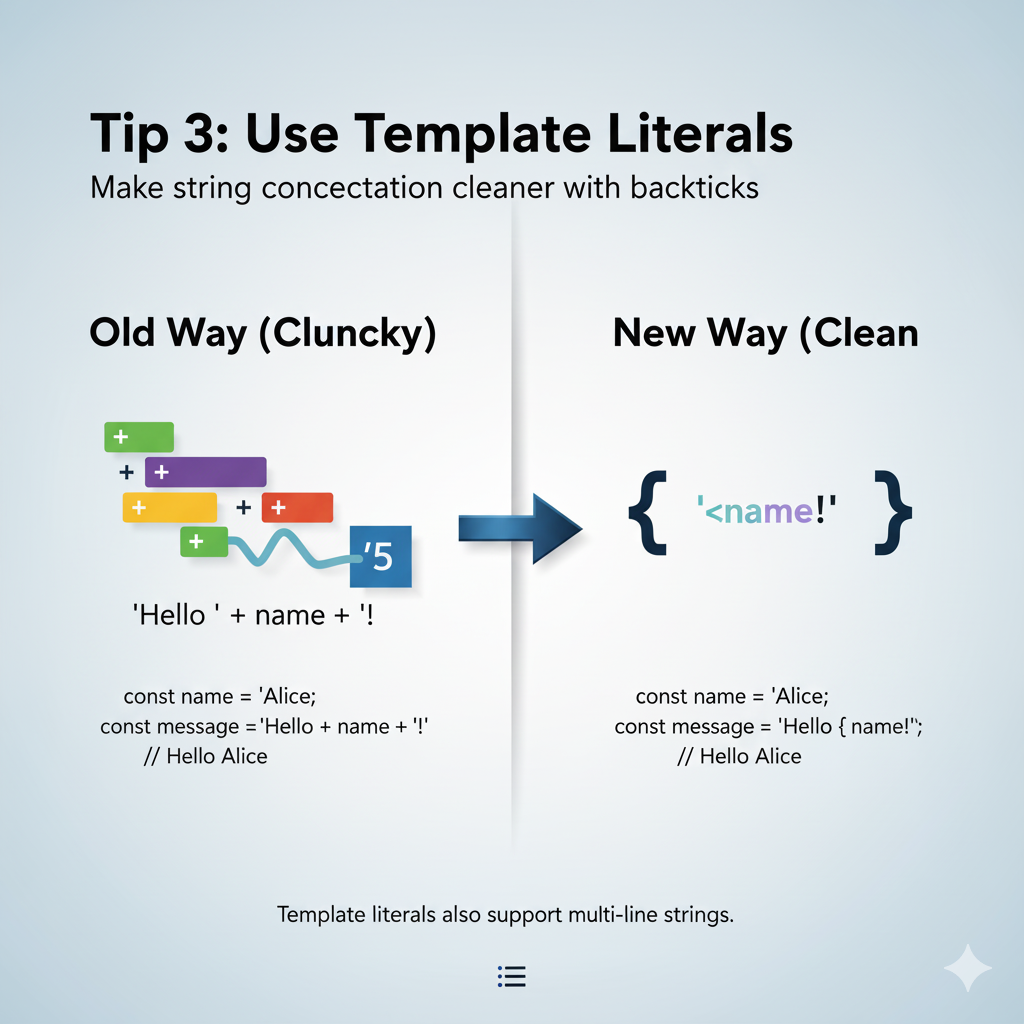 Tip 3: Use Template Literals
Make string concectation cleaner with backticks
Old Way (Cluncky)
+
+ +
+ + +
+
'5
'Hello ' + name + '!
const name = 'Alice;
const message ='Hello + name + '!'
// Hello Alice
New Way (Clean
{ '<name!' }
const name = 'Alice;
const message = 'Hello { name!'';
// Hello Alice
Template literals also support multi-line strings.